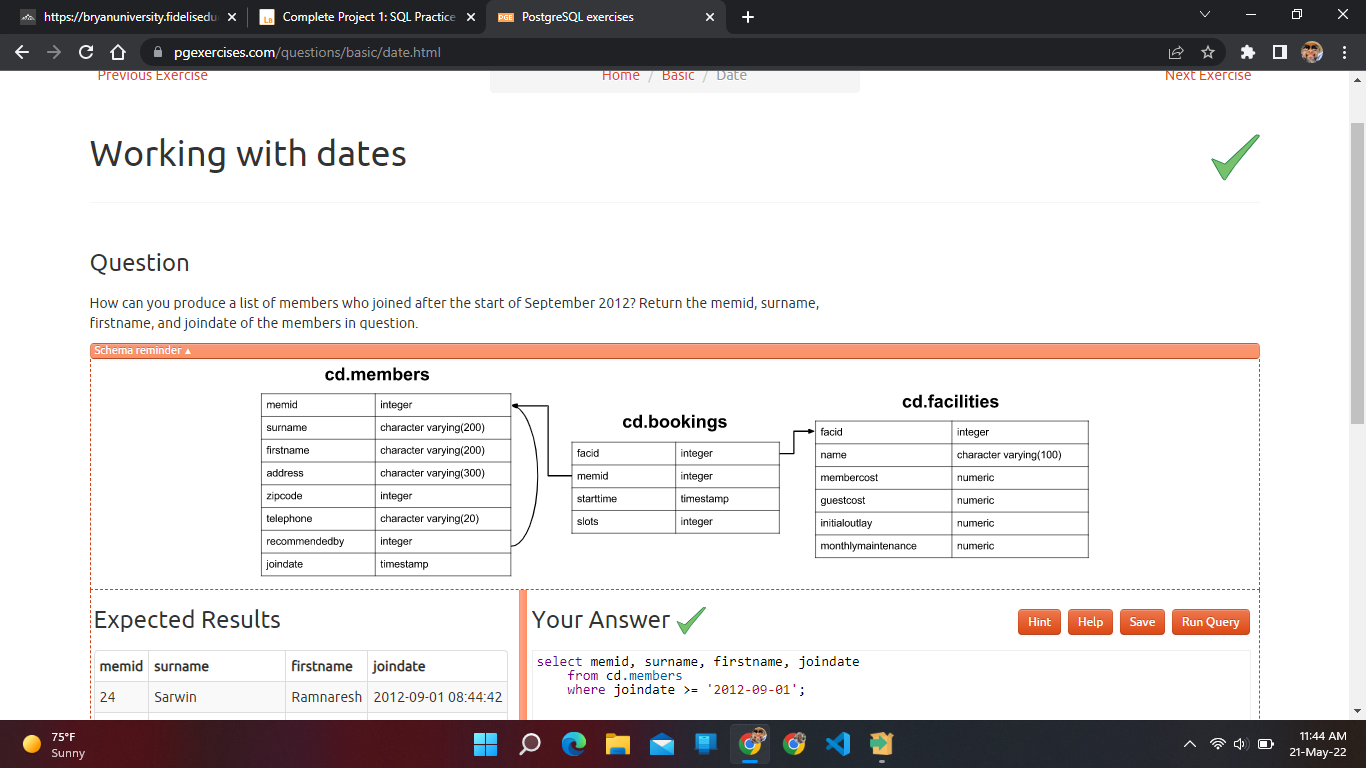 https://bryanuniversity.fidelisedu
Complete Project 1: SQL Practice
PGE PostgreSQL exercises
pgexercises.com/questions/basic/date.html
Previous Exercise
Home / Basic / Date
Next Exercise
Working with dates
Question
How can you produce a list of members who joined after the start of September 2012? Return the memid, surname,
firstname, and joindate of the members in question.
Schema reminder ▴
cd.members
memid integer
surname character varying(200)
firstname character varying(200)
address character varying(300)
zipcode integer
telephone character varying(20)
recommendedby integer
joindate timestamp
cd.bookings
facid integer
memid integer
starttime timestamp
slots integer
cd.facilities
facid integer
name character varying(100)
membercost numeric
guestcost numeric
initialoutlay numeric
monthlymaintenance numeric
Expected Results
memid surname firstname joindate
24 Sarwin Ramnaresh 2012-09-01 08:44:42
Your Answer
Hint Help Save Run Query
select memid, surname, firstname, joindate
from cd.members
where joindate >= '2012-09-01';
75°F
Sunny
11:44 AM
21-May-22